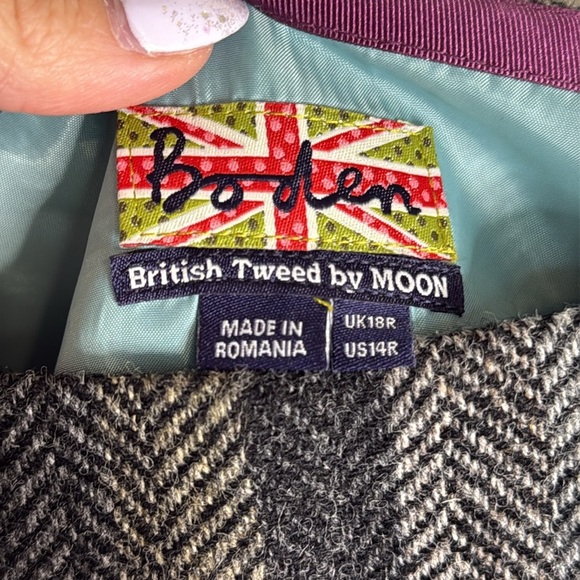 Boden
British Tweed by MOON
MADE IN
ROMANIA
UK18R
US14R